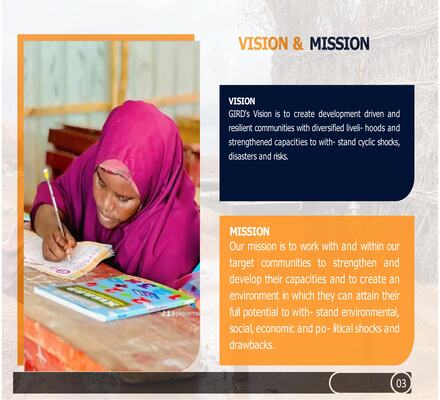 VISION & MISSION
VISION
GIRD's Vision is to create development driven and
resilient communities with diversified liveli- hoods and
strengthened capacities to with- stand cyclic shocks,
disasters and risks.
MISSION
Our mission is to work with and within our
target communities to strengthen and
develop their capacities and to create an
environment in which they can attain their
full potential to with- stand environmental,
social, economic and po- litical shocks and
drawbacks.
03